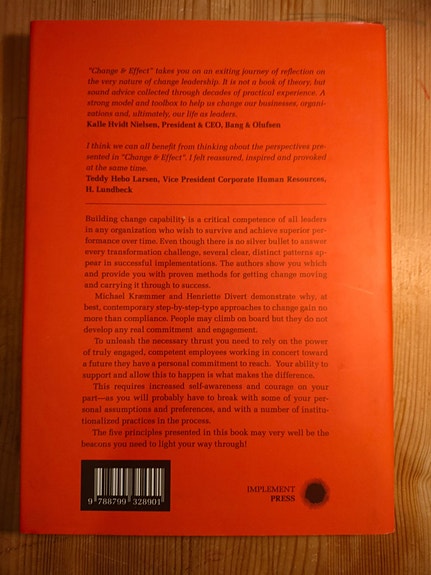 "Change & Effect" takes you on an exiting journey of reflection on
the very nature of change leadership. It is not a book of theory, but
sound advice collected through decades of practical experience. A
strong model and toolbox to help us change our businesses, organi-
sations and, ultimately, our life as leaders.
Kalle Hvidt Nielsen, President & CEO, Bang & Olufsen
I think we can all benefit from thinking about the perspectives pre-
sented in "Change & Effect". I felt reassured, inspired and provoked
at the same time.
Teddy Hebo Larsen, Vice President Corporate Human Resources,
H. Lundbeck
Building change capability is a critical competence of all leaders
in any organization who wish to survive and achieve superior per-
formance over time. Even though there is no silver bullet to answer
every transformation challenge, several clear, distinct patterns ap-
pear in successful implementations. The authors show you which
and provide you with proven methods for getting change moving
and carrying it through to success.
Michael Kræmmer and Henriette Divert demonstrate why, at
best, contemporary step-by-step-type approaches to change gain no
more than compliance. People may climb on board but they do not
develop any real commitment and engagement.
To unleash the necessary thrust you need to rely on the power
of truly engaged, competent employees working in concert toward
a future they have a personal commitment to reach. Your ability to
support and allow this to happen is what makes the difference.
This requires increased self-awareness and courage on your
part—as you will probably have to break with some of your per-
sonal assumptions and preferences, and with a number of institu-
tionalized practices in the process.
The five principles presented in this book may very well be the
beacons you need to light your way through!
9 788799 328901
IMPLEMENT
PRESS